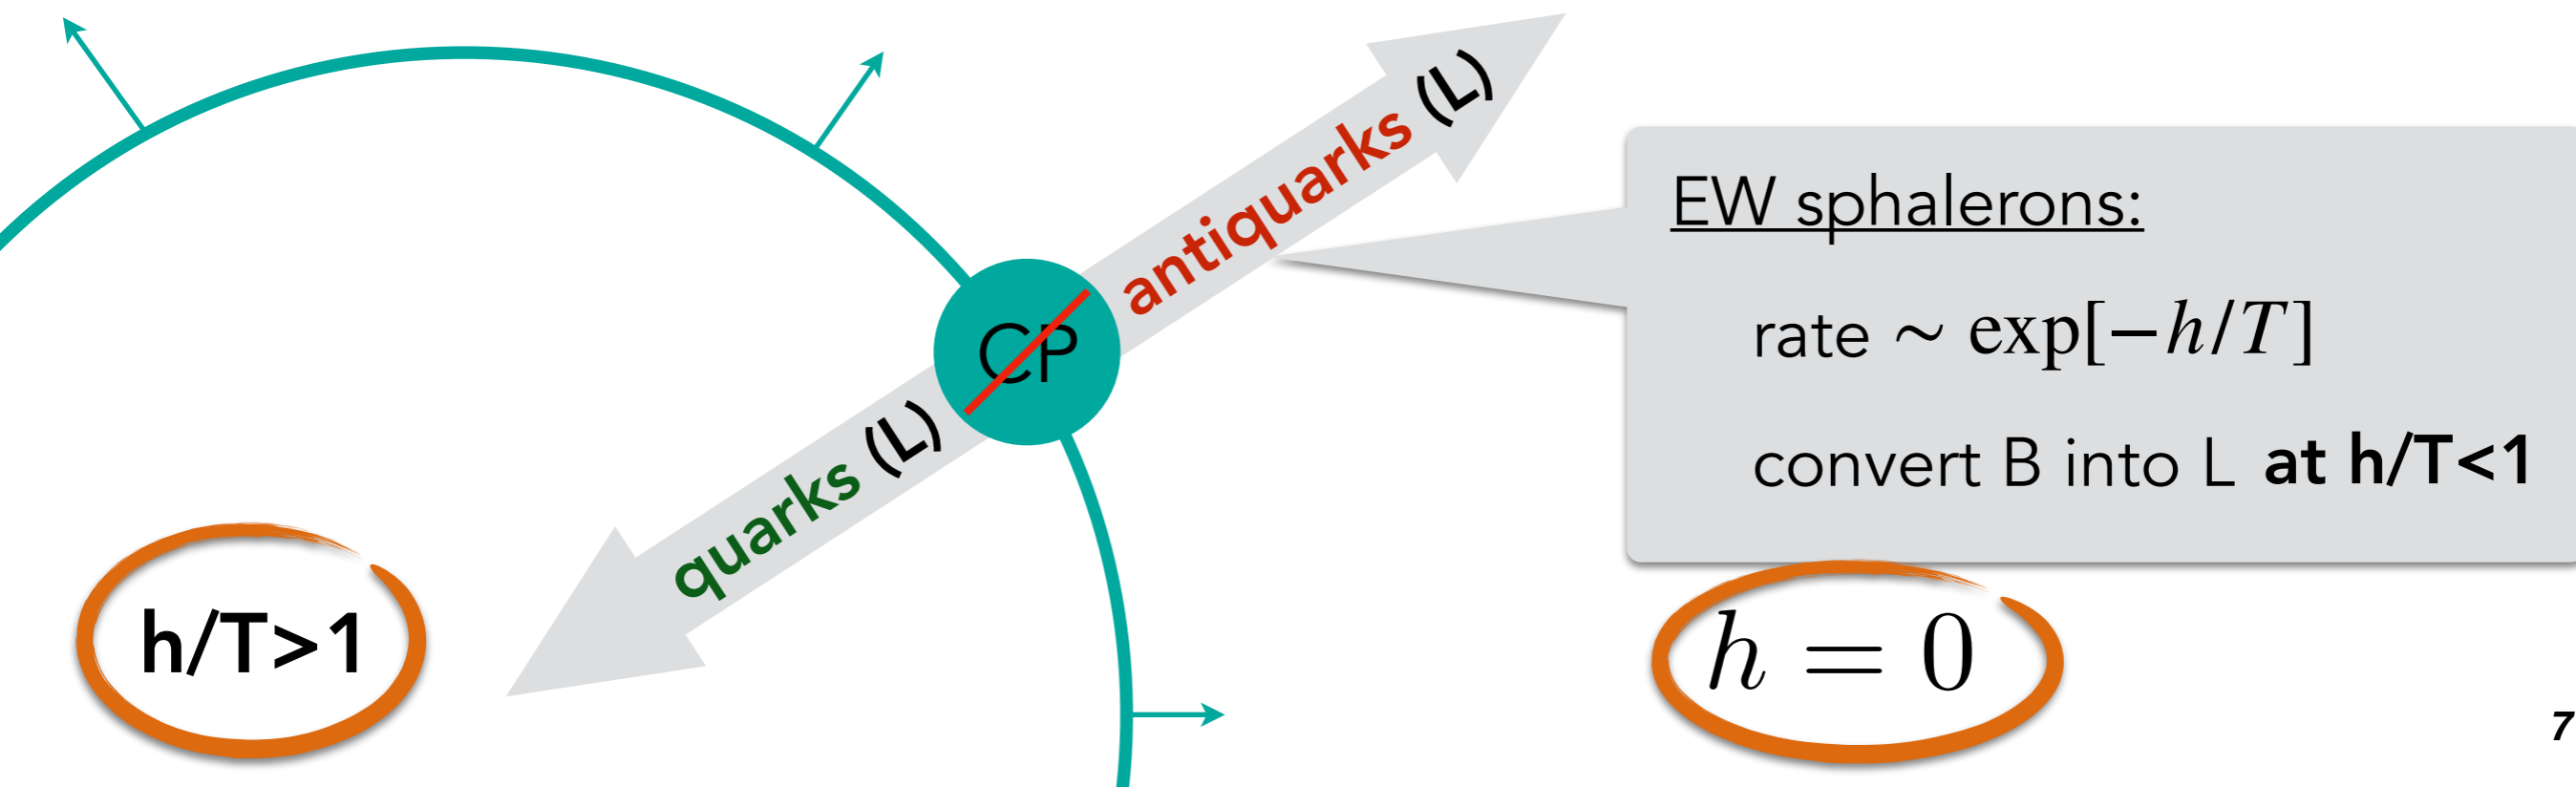 antiquarks (L)
EW sphalerons:
rate ~ exp[−h/T]
CP
convert B into L at h/T<1
quarks (L)
h/T>1
h = 0
7